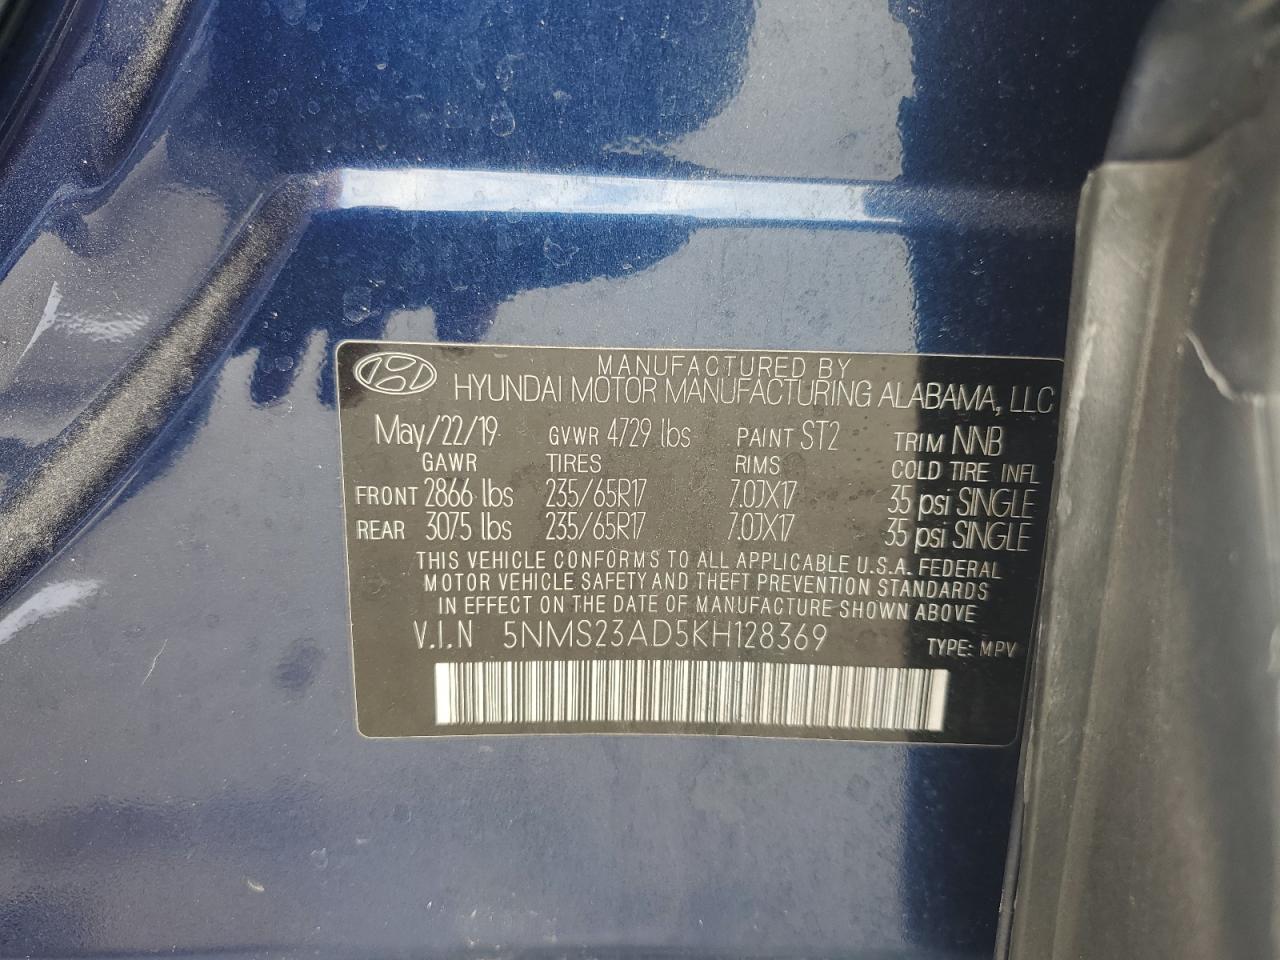 MANUFACTURED BY
HYUNDAI MOTOR MANUFACTURING ALABAMA, LLC
May/22/19 GVWR 4729 lbs PAINT ST2 TRIM NNB
GAWR TIRES RIMS COLD TIRE INFL
FRONT 2866 lbs 235/65R17 7.0JX17 35 psi SINGLE
REAR 3075 lbs 235/65R17 7.0JX17 35 psi SINGLE
THIS VEHICLE CONFORMS TO ALL APPLICABLE U.S.A. FEDERAL
MOTOR VEHICLE SAFETY AND THEFT PREVENTION STANDARDS
IN EFFECT ON THE DATE OF MANUFACTURE SHOWN ABOVE
V.I.N 5NMS23AD5KH128369 TYPE: MPV